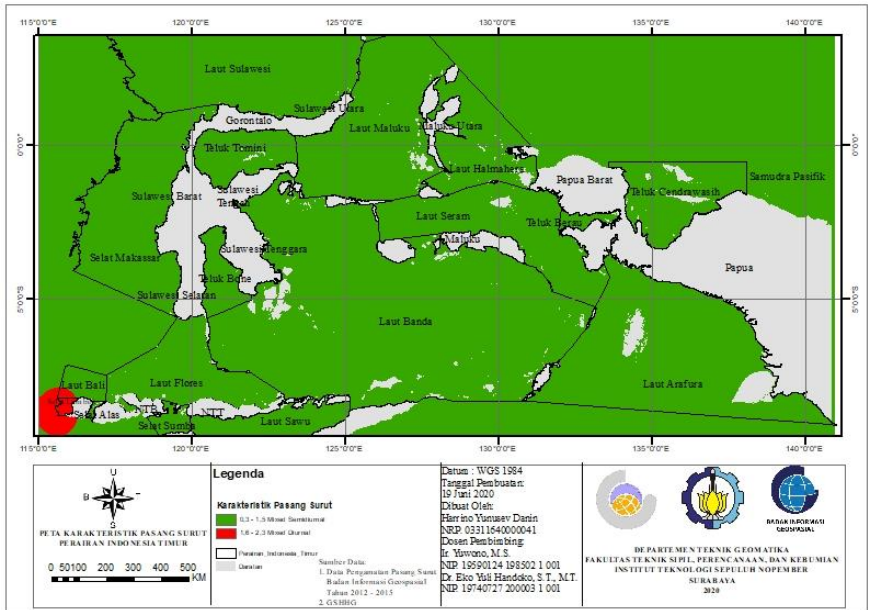 115°0'0" 120°0'0" 125°0'0" 130°0'0" 135°0'0" 140°0'0"
Laut Sulawesi
Sulawesi Utara
Gorontalo
Laut Maluku
Maluku Utara
0°0'0" 0°0'0"
Teluk Tomini
Laut Halmahera
Papua Barat
Samudra Pasifik
Sulawesi Barat
Sulawesi
Tengah
Teluk Cendrawasih
Laut Seram
Teluk Berau
Maluku
Sulawesi Tenggara
Selat Makassar
Teluk Bone
Papua
Sulawesi Selatan
5°0'0"S 5°0'0"S
Laut Banda
Laut Bali
Laut Flores
Laut Arafura
Selat Alas
NTB
NTT
Selat Sumba
Laut Sawu
115°0'0" 120°0'0" 125°0'0" 130°0'0" 135°0'0" 140°0'0"
U
B
S
PETA KARAKTERISTIK PASANG SURUT
PERAIRAN INDONESIA TIMUR
0 50 100 200 300 400 500
KM
Legenda
Karakteristik Pasang Surut
0,3 - 1,5 Mixed Semidiurnal
1,6 - 2,3 Mixed Diurnal
Perairan_Indonesia_Timur
Daratan
Sumber Data:
1. Data Pengamatan Pasang Surut
Badan Informasi Geospasial
Tahun 2012 - 2015
2. GSHHG
Datum : WGS 1984
Tanggal Pembuatan:
19 Juni 2020
Dibuat Oleh:
Harrino Yunusev Danin
NRP. 03311640000041
Dosen Pembimbing:
Ir. Yuwono, M.S.
NIP. 19590124 198502 1 001
Dr. Eko Yuli Handoko, S.T., M.T.
NIP. 19740727 200003 1 001
BADAN INFORMASI
GEOSPASIAL
DEPARTEMEN TEKNIK GEOMATIKA
FAKULTAS TEKNIK SIPIL, PERENCANAAN, DAN KEBUMIAN
INSTITUT TEKNOLOGI SEPULUH NOPEMBER
SURABAYA
2020